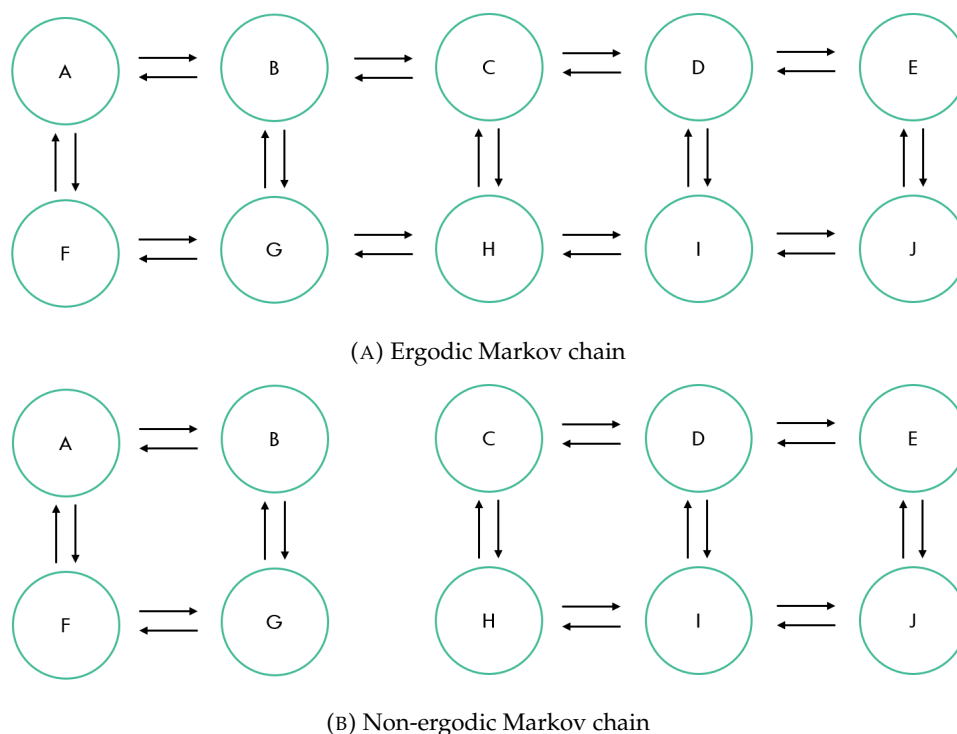 A B C D E
F G H I J
(A) Ergodic Markov chain
A B C D E
F G H I J
(B) Non-ergodic Markov chain